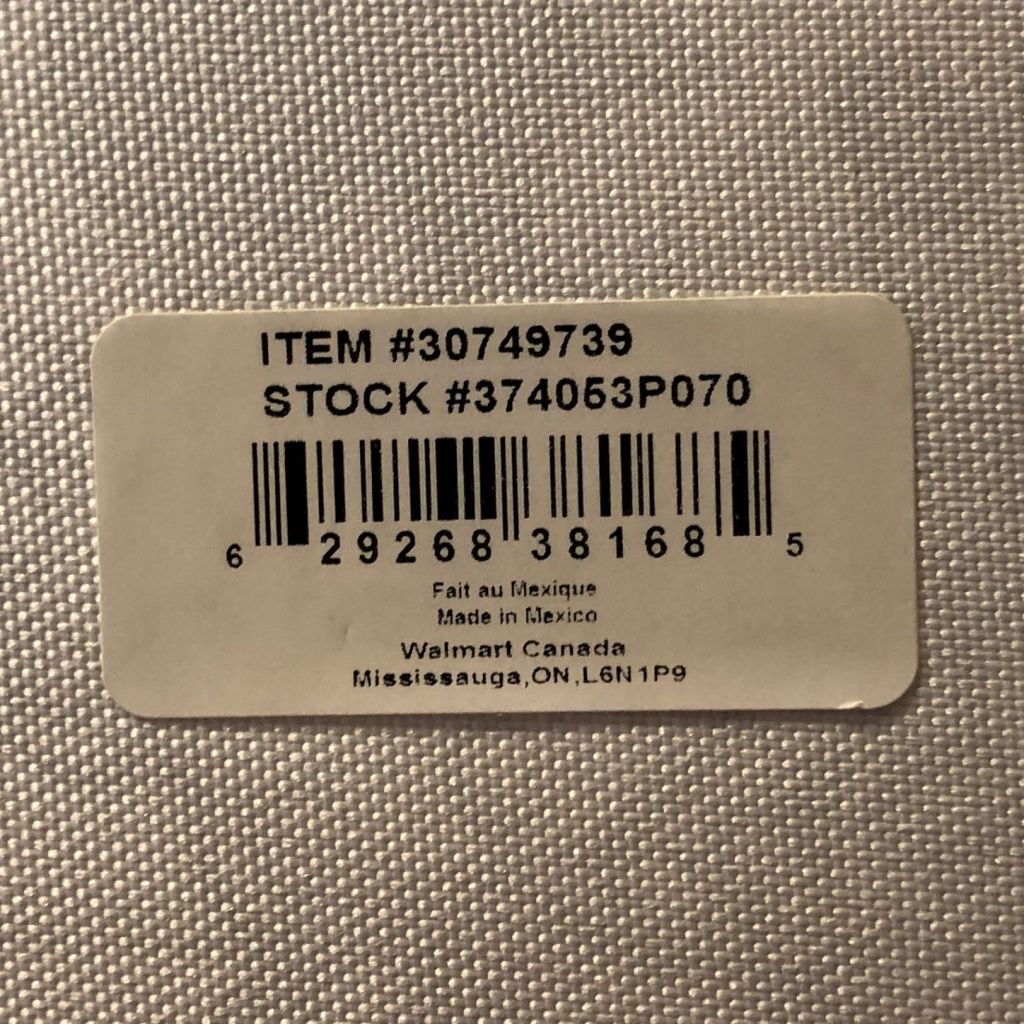 ITEM #30749739
STOCK #374053P070
6 29268 38168 5
Fait au Mexique
Made in Mexico
Walmart Canada
Mississauga,ON,L6N1P9